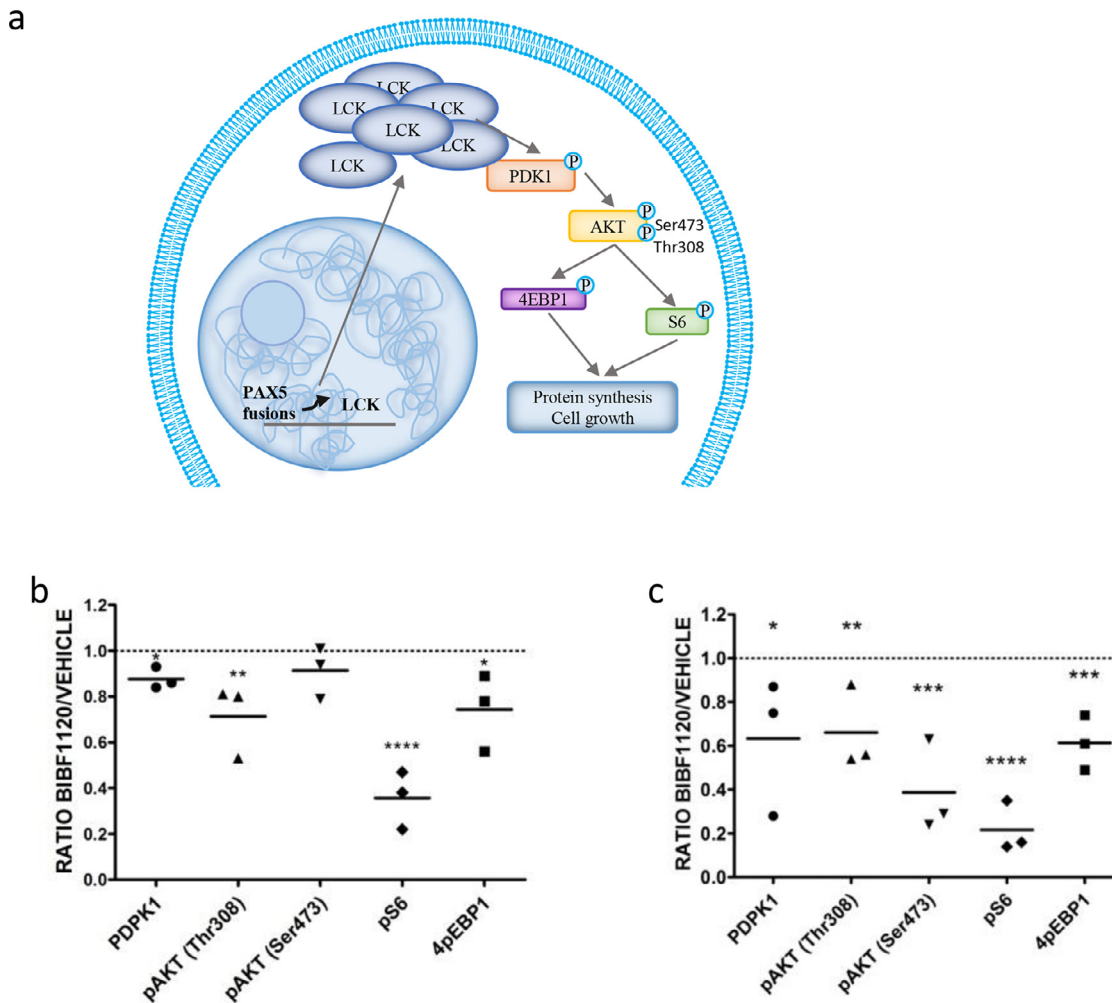 a
LCK
LCK
LCK
LCK
LCK
LCK
PDK1
P
AKT
P
P
Ser473
Thr308
4EBP1
P
S6
P
PAX5
fusions
LCK
Protein synthesis
Cell growth
b
RATIO BIBF1120/VEHICLE
1.2
1.0
0.8
0.6
0.4
0.2
0.0
*
**
****
*
PDPK1
pAKT (Thr308)
pAKT (Ser473)
pS6
4pEBP1
c
RATIO BIBF1120/VEHICLE
1.2
1.0
0.8
0.6
0.4
0.2
0.0
*
**
***
****
***
PDPK1
pAKT (Thr308)
pAKT (Ser473)
pS6
4pEBP1